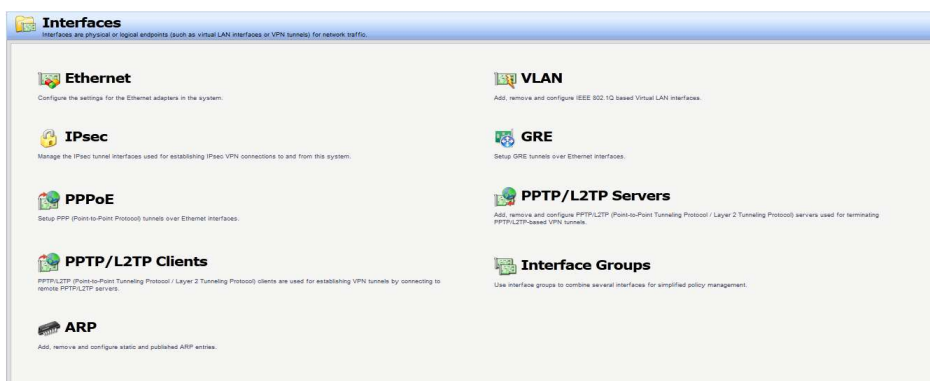 Interfaces
Interfaces are physical or logical endpoints (such as virtual LAN interfaces or VPN tunnels) for network traffic.
Ethernet
Configure the settings for the Ethernet adapters in the system.
VLAN
Add, remove and configure IEEE 802.1Q based Virtual LAN interfaces.
IPsec
Manage the IPsec tunnel interfaces used for establishing IPsec VPN connections to and from this system.
GRE
Setup GRE tunnels over Ethernet interfaces.
PPPoE
Setup PPP (Point-to-Point Protocol) tunnels over Ethernet interfaces.
PPTP/L2TP Servers
Add, remove and configure PPTP/L2TP (Point-to-Point Tunneling Protocol / Layer 2 Tunneling Protocol) servers used for terminating
PPTP/L2TP-based VPN tunnels.
PPTP/L2TP Clients
PPTP/L2TP (Point-to-Point Tunneling Protocol / Layer 2 Tunneling Protocol) clients are used for establishing VPN tunnels by connecting to
remote PPTP/L2TP servers.
Interface Groups
Use interface groups to combine several interfaces for simplified policy management.
ARP
Add, remove and configure static and published ARP entries.